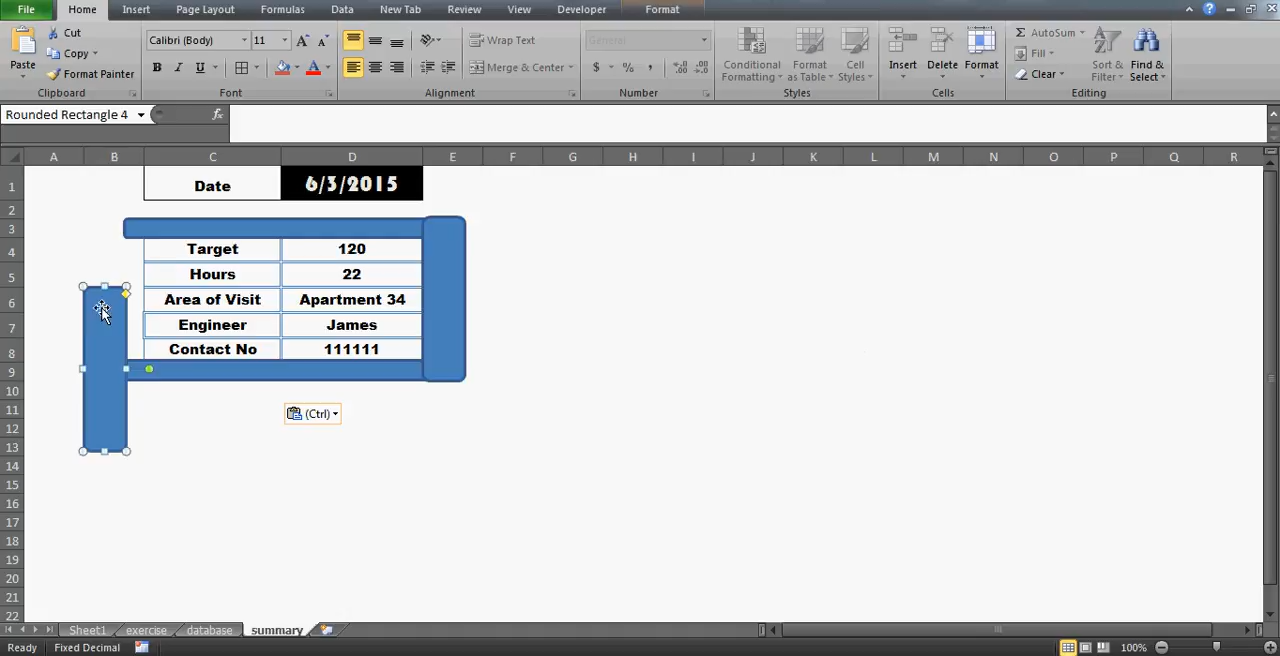 File Home Insert Page Layout Formulas Data New Tab Review View Developer Format
Paste Cut Calibri (Body) 11 A A Wrap Text General Conditional Formatting Format as Table Cell Styles Insert Delete Format AutoSum Sort & Filter Find & Select
Copy Fill
Format Painter B I U A Merge & Center $ % , Clear
Clipboard Font Alignment Number Styles Cells Editing
Rounded Rectangle 4 fx
A B C D E F G H I J K L M N O P Q R
1 Date 6/3/2015
2
3
4 Target 120
5 Hours 22
6 Area of Visit Apartment 34
7 Engineer James
8 Contact No 111111
9
10
11 (Ctrl)
12
13
14
15
16
17
18
19
20
21
22
Sheet1 exercise database summary
Ready Fixed Decimal 100%